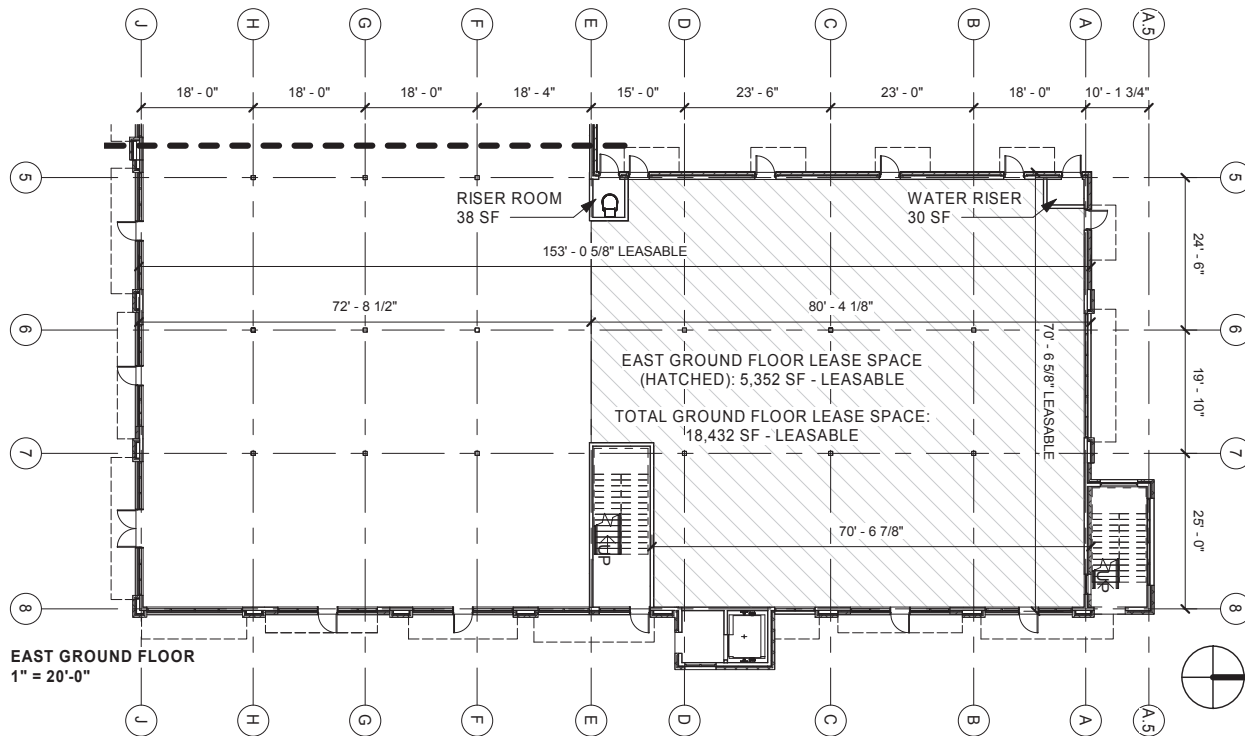 J H G F E D C B A A.5
18' - 0" 18' - 0" 18' - 0" 18' - 4" 15' - 0" 23' - 6" 23' - 0" 18' - 0" 10' - 1 3/4"
5 5
RISER ROOM
38 SF
WATER RISER
30 SF
24' - 6"
153' - 0 5/8" LEASABLE
72' - 8 1/2" 80' - 4 1/8"
6 6
70' - 6 5/8" LEASABLE
EAST GROUND FLOOR LEASE SPACE
(HATCHED): 5,352 SF - LEASABLE
19' - 10"
TOTAL GROUND FLOOR LEASE SPACE:
18,432 SF - LEASABLE
7 7
70' - 6 7/8"
25' - 0"
UP UP
8 8
EAST GROUND FLOOR
1" = 20'-0"
J H G F E D C B A A.5